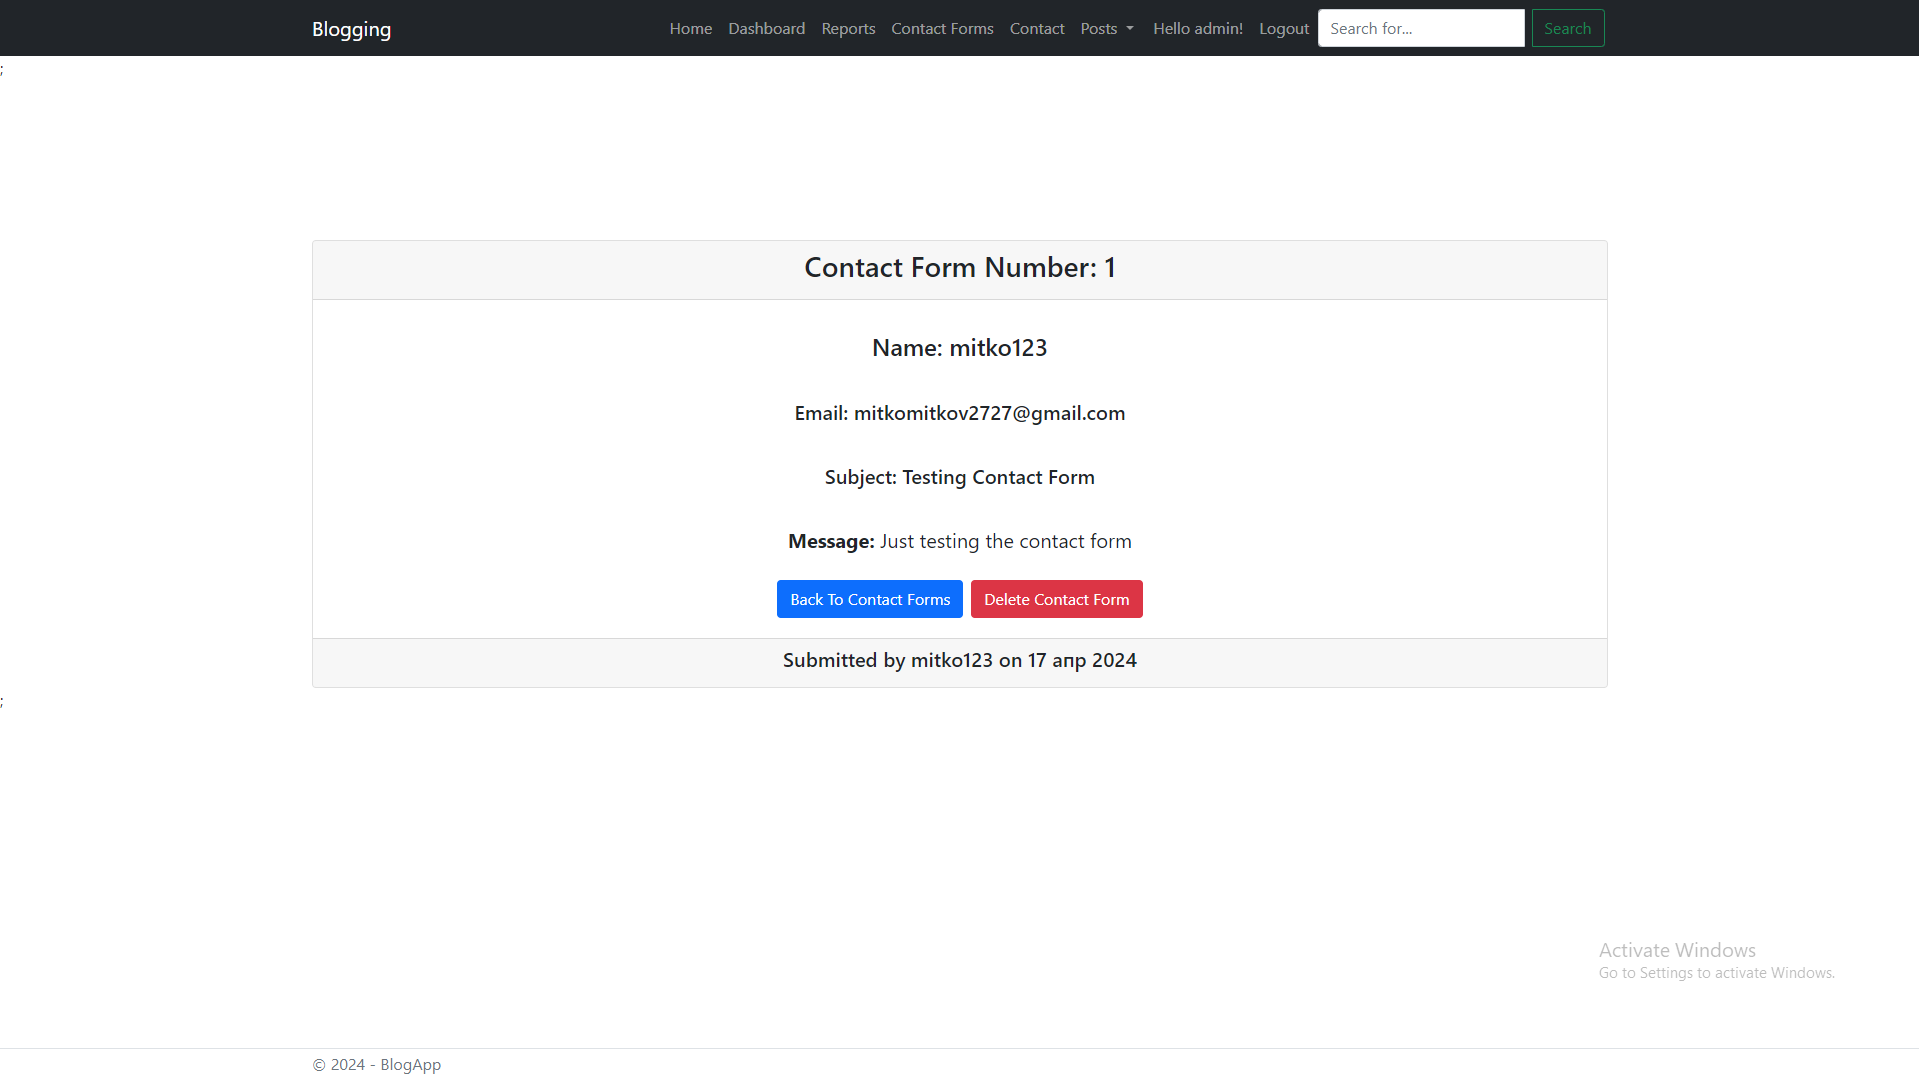 Blogging Home Dashboard Reports Contact Forms Contact Posts Hello admin! Logout Search for... Search
;
Contact Form Number: 1
Name: mitko123
Email: mitkomitkov2727@gmail.com
Subject: Testing Contact Form
Message: Just testing the contact form
Back To Contact Forms Delete Contact Form
Submitted by mitko123 on 17 апр 2024
;
Activate Windows
Go to Settings to activate Windows.
© 2024 - BlogApp